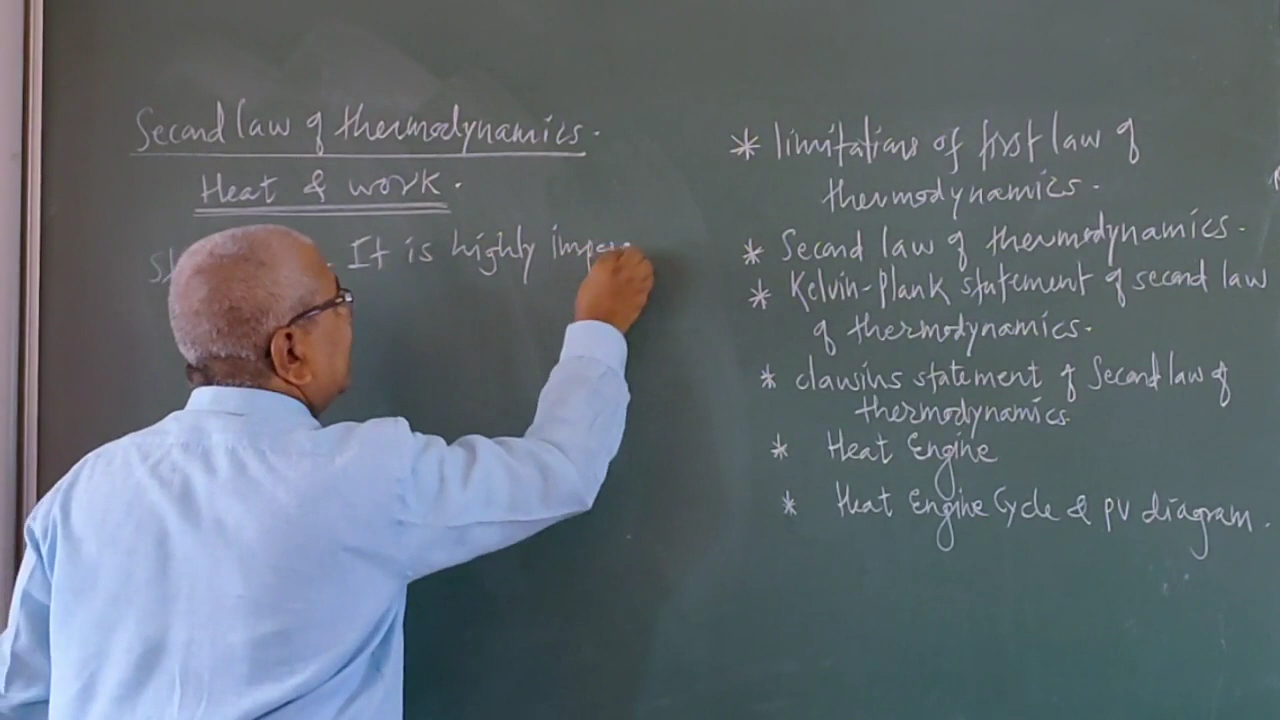 Second law of thermodynamics.
Heat & work.
It is highly
* limitations of first law of
thermodynamics.
* Second law of thermodynamics.
* Kelvin-Plank statement of second law
of thermodynamics.
* clausius statement of Second law of
thermodynamics
* Heat Engine
* Heat Engine Cycle & PV diagram.